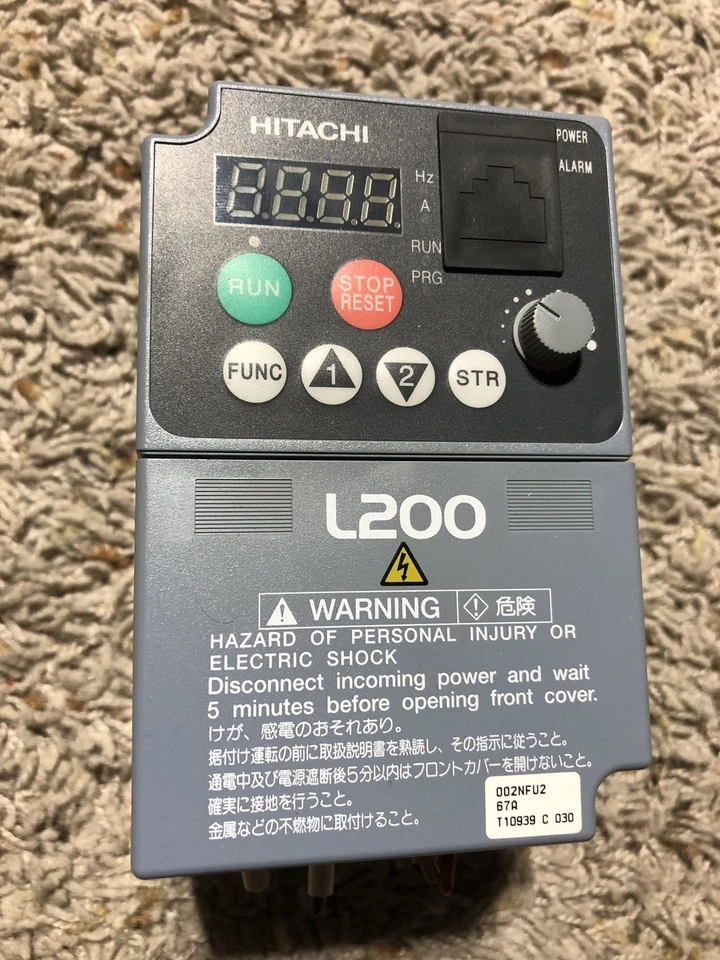 HITACHI
POWER
ALARM
Hz
A
RUN
PRG
RUN
STOP
RESET
FUNC
1
2
STR
L200
WARNING
危険
HAZARD OF PERSONAL INJURY OR
ELECTRIC SHOCK
Disconnect incoming power and wait
5 minutes before opening front cover.
けが、感電のおそれあり。
据付け運転の前に取扱説明書を熟読し、その指示に従うこと。
通電中及び電源遮断後5分以内はフロントカバーを開けないこと。
確実に接地を行うこと。
金属などの不燃物に取付けること。
002NFU2
67A
T10939 C 030